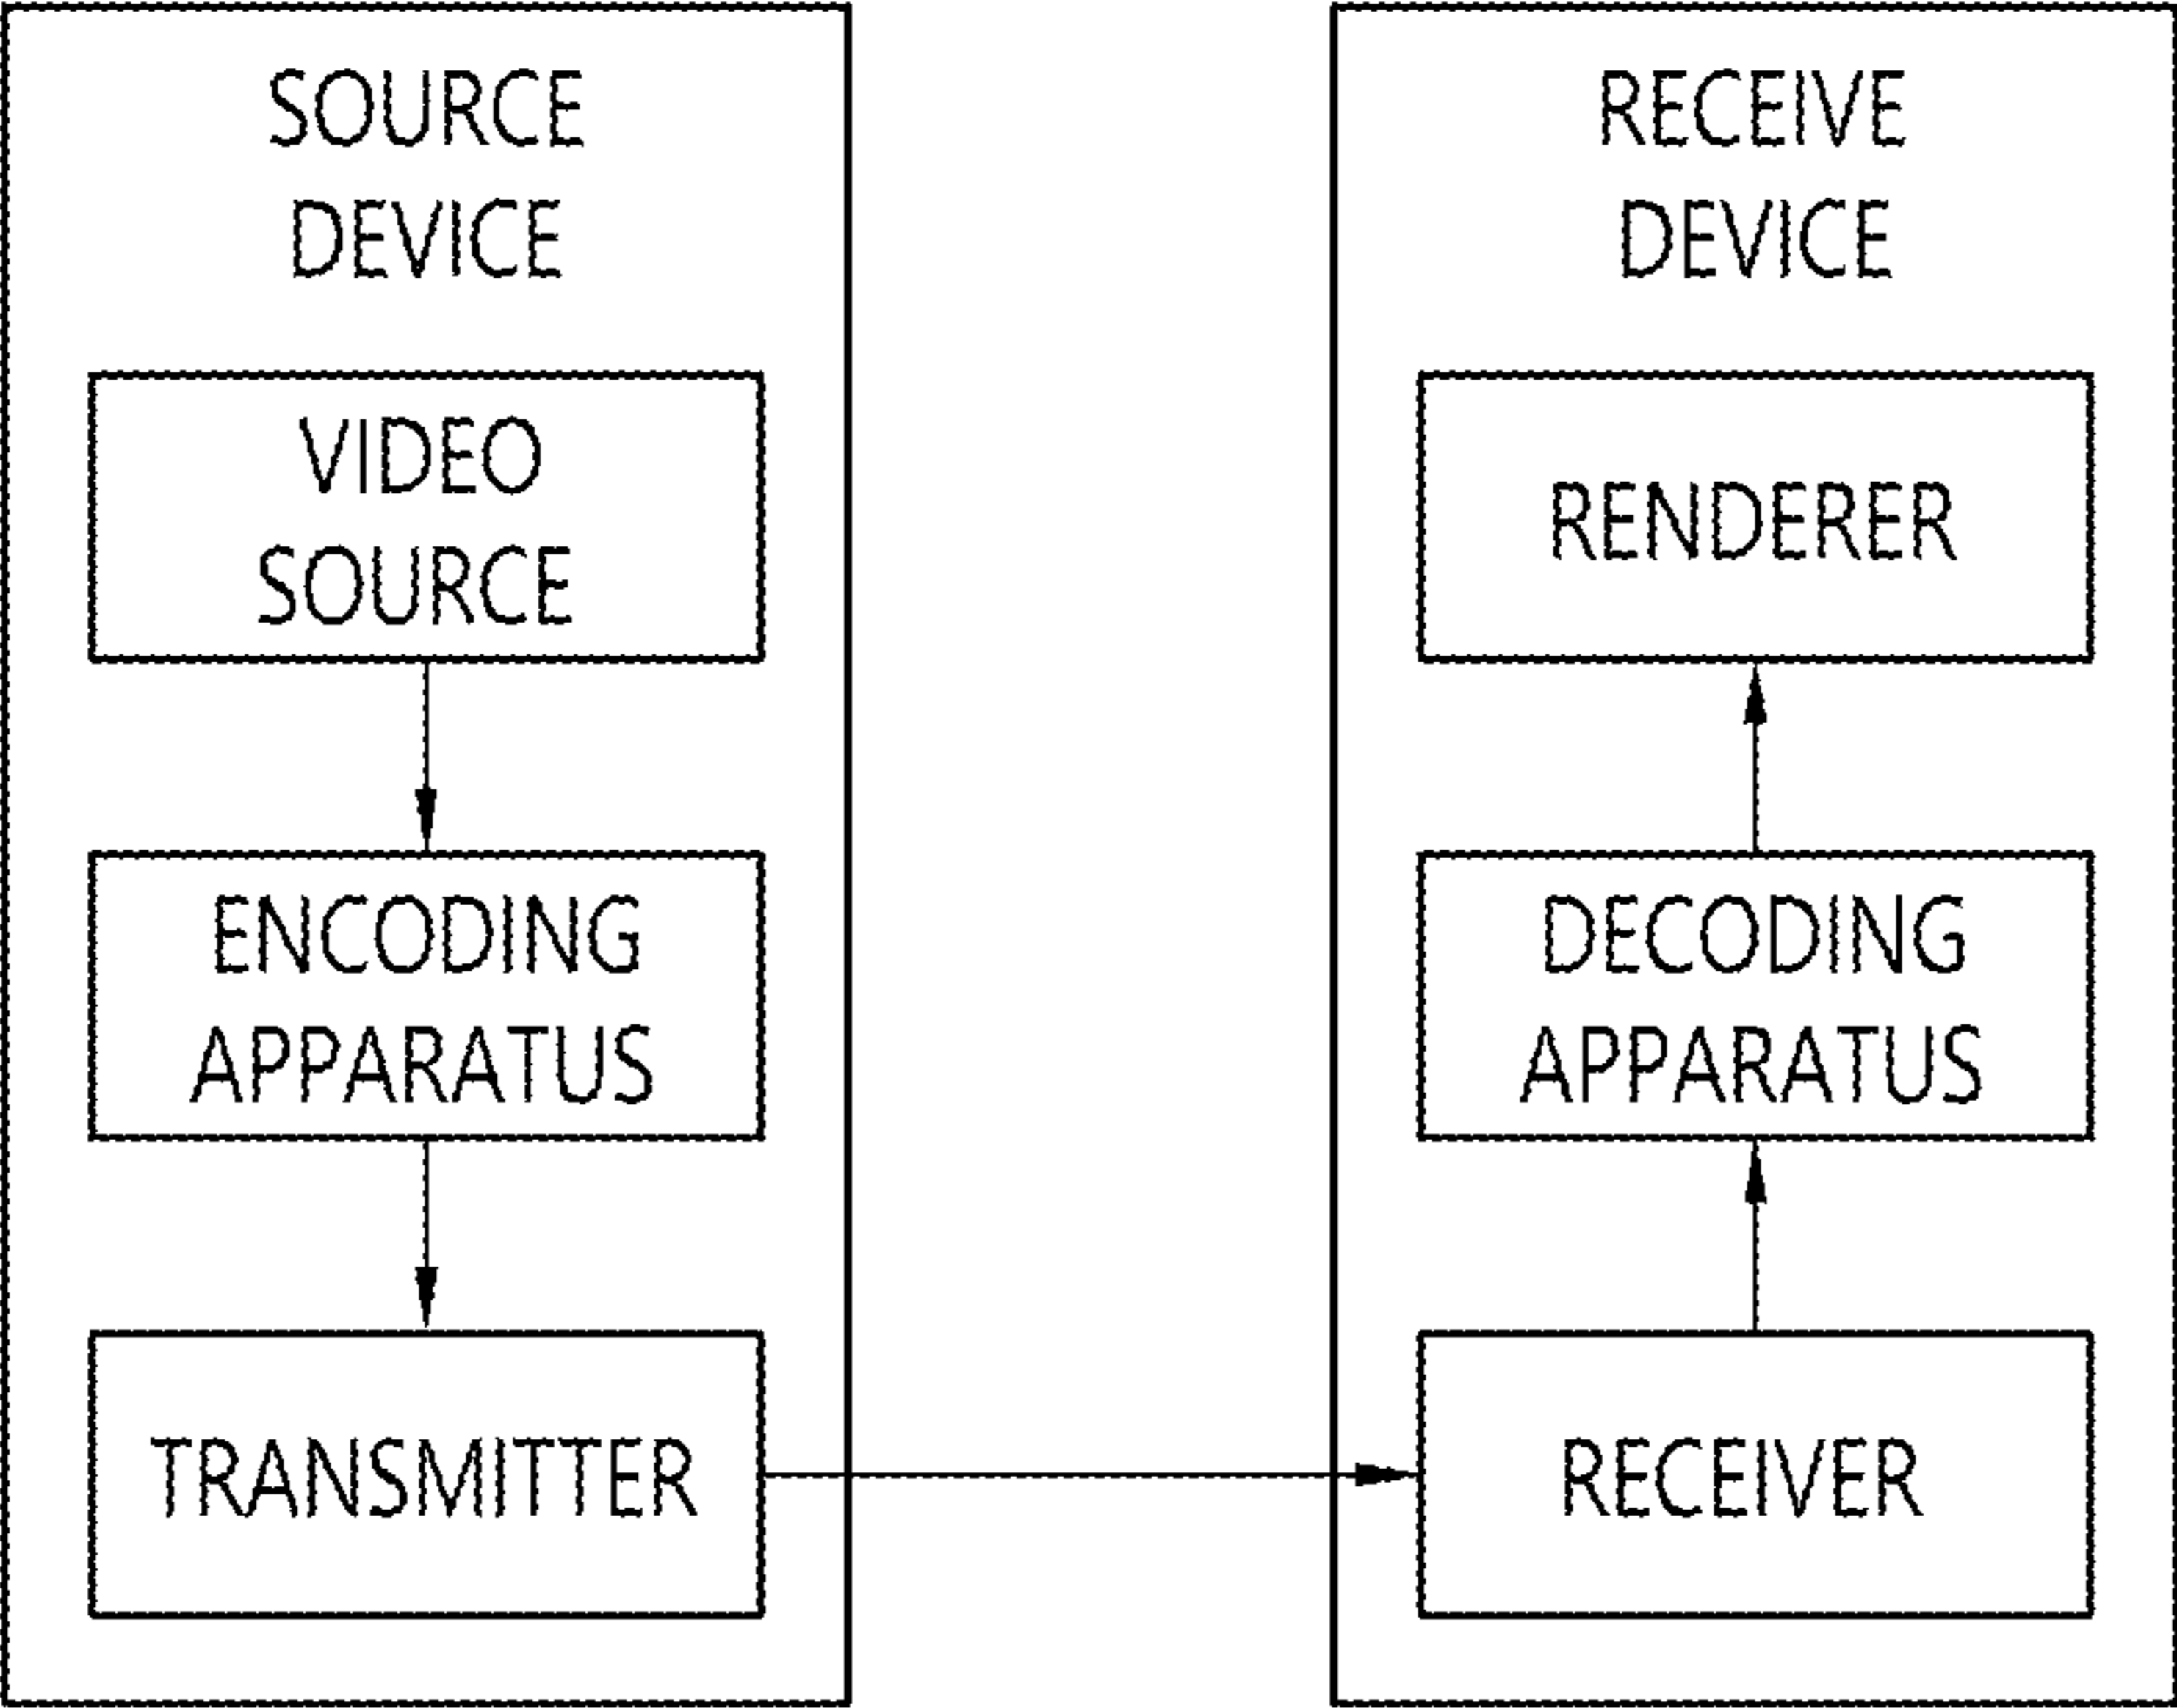 SOURCE
DEVICE
VIDEO
SOURCE
ENCODING
APPARATUS
TRANSMITTER
RECEIVE
DEVICE
RENDERER
DECODING
APPARATUS
RECEIVER